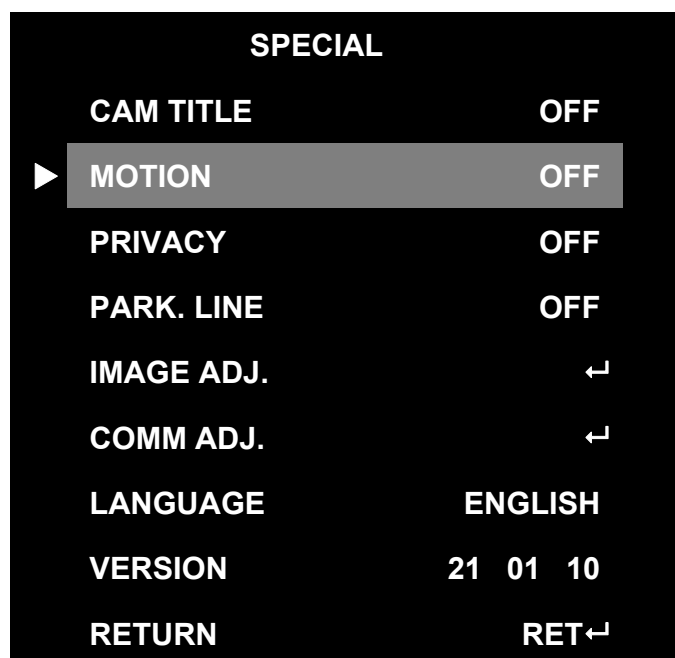 SPECIAL
CAM TITLE OFF
MOTION OFF
PRIVACY OFF
PARK. LINE OFF
IMAGE ADJ. ↵
COMM ADJ. ↵
LANGUAGE ENGLISH
VERSION 21 01 10
RETURN RET↵